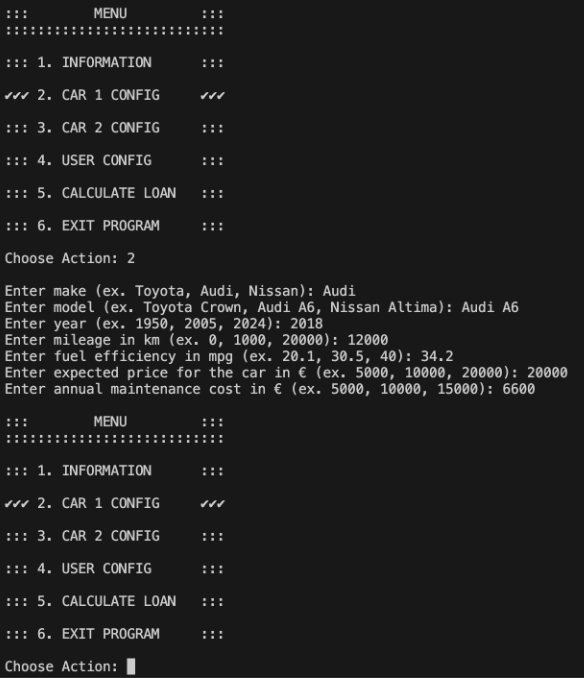 :::        MENU         :::
:::::::::::::::::::::::::::
::: 1. INFORMATION      :::
✔✔✔ 2. CAR 1 CONFIG     ✔✔✔
::: 3. CAR 2 CONFIG     :::
::: 4. USER CONFIG      :::
::: 5. CALCULATE LOAN   :::
::: 6. EXIT PROGRAM     :::
Choose Action: 2
Enter make (ex. Toyota, Audi, Nissan): Audi
Enter model (ex. Toyota Crown, Audi A6, Nissan Altima): Audi A6
Enter year (ex. 1950, 2005, 2024): 2018
Enter mileage in km (ex. 0, 1000, 20000): 12000
Enter fuel efficiency in mpg (ex. 20.1, 30.5, 40): 34.2
Enter expected price for the car in € (ex. 5000, 10000, 20000): 20000
Enter annual maintenance cost in € (ex. 5000, 10000, 15000): 6600
:::        MENU         :::
:::::::::::::::::::::::::::
::: 1. INFORMATION      :::
✔✔✔ 2. CAR 1 CONFIG     ✔✔✔
::: 3. CAR 2 CONFIG     :::
::: 4. USER CONFIG      :::
::: 5. CALCULATE LOAN   :::
::: 6. EXIT PROGRAM     :::
Choose Action: